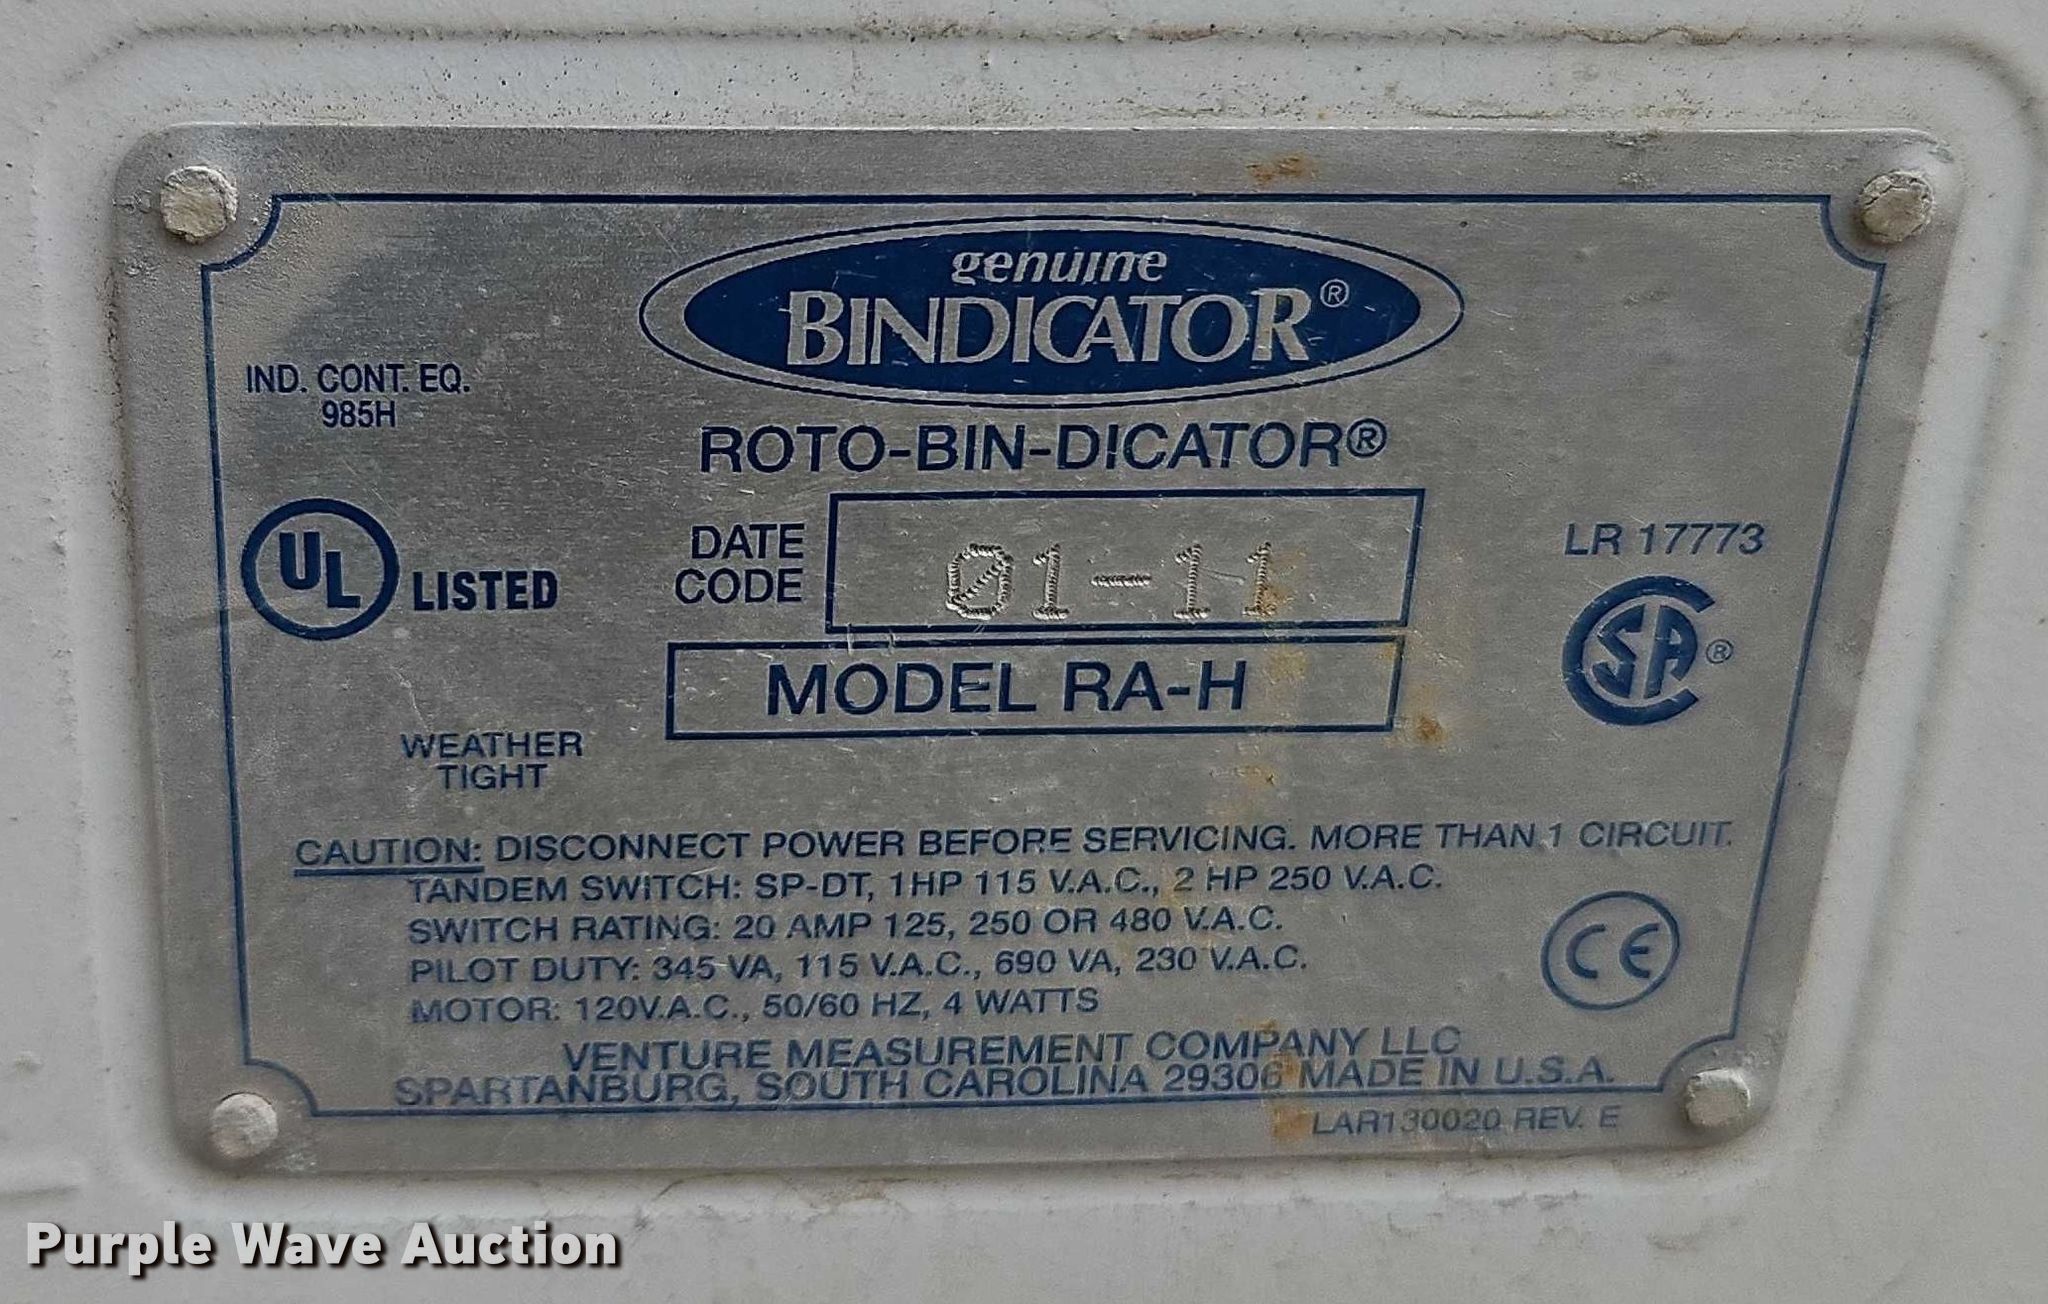 genuine
BINDICATOR®
IND. CONT. EQ.
985H
ROTO-BIN-DICATOR®
UL LISTED
DATE
CODE
01-11
LR 17773
SA®
MODEL RA-H
WEATHER
TIGHT
CAUTION: DISCONNECT POWER BEFORE SERVICING. MORE THAN 1 CIRCUIT.
TANDEM SWITCH: SP-DT, 1HP 115 V.A.C., 2 HP 250 V.A.C.
SWITCH RATING: 20 AMP 125, 250 OR 480 V.A.C.
PILOT DUTY: 345 VA, 115 V.A.C., 690 VA, 230 V.A.C.
MOTOR: 120V.A.C., 50/60 HZ, 4 WATTS
CE
VENTURE MEASUREMENT COMPANY LLC
SPARTANBURG, SOUTH CAROLINA 29306 MADE IN U.S.A.
LAR130020 REV. E
Purple Wave Auction